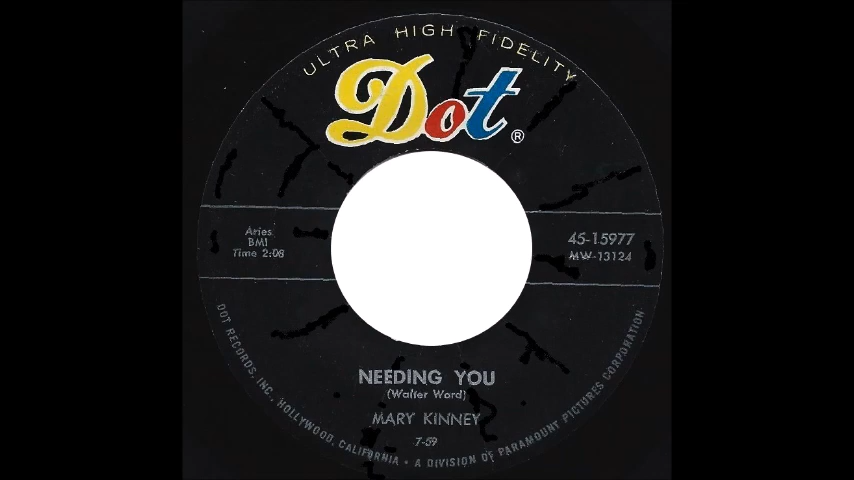 ULTRA HIGH FIDELITY
Dot®
Aries
BMI
Time 2:08
45-15977
MW-13124
NEEDING YOU
(Walter Ward)
MARY KINNEY
7-59
DOT RECORDS, INC., HOLLYWOOD, CALIFORNIA • A DIVISION OF PARAMOUNT PICTURES CORPORATION